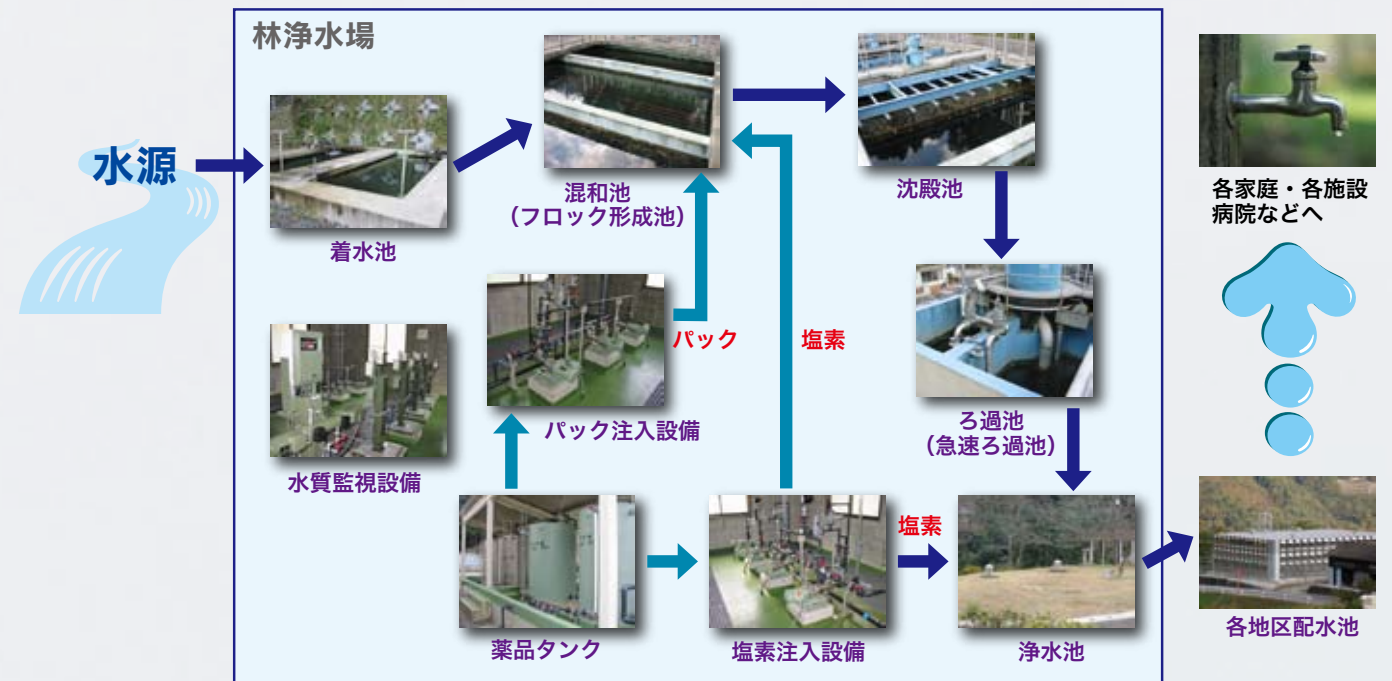 林浄水場
水源
着水池
混和池
（フロック形成池）
沈殿池
各家庭・各施設
病院などへ
パック
塩素
パック注入設備
水質監視設備
ろ過池
（急速ろ過池）
塩素
薬品タンク
塩素注入設備
浄水池
各地区配水池